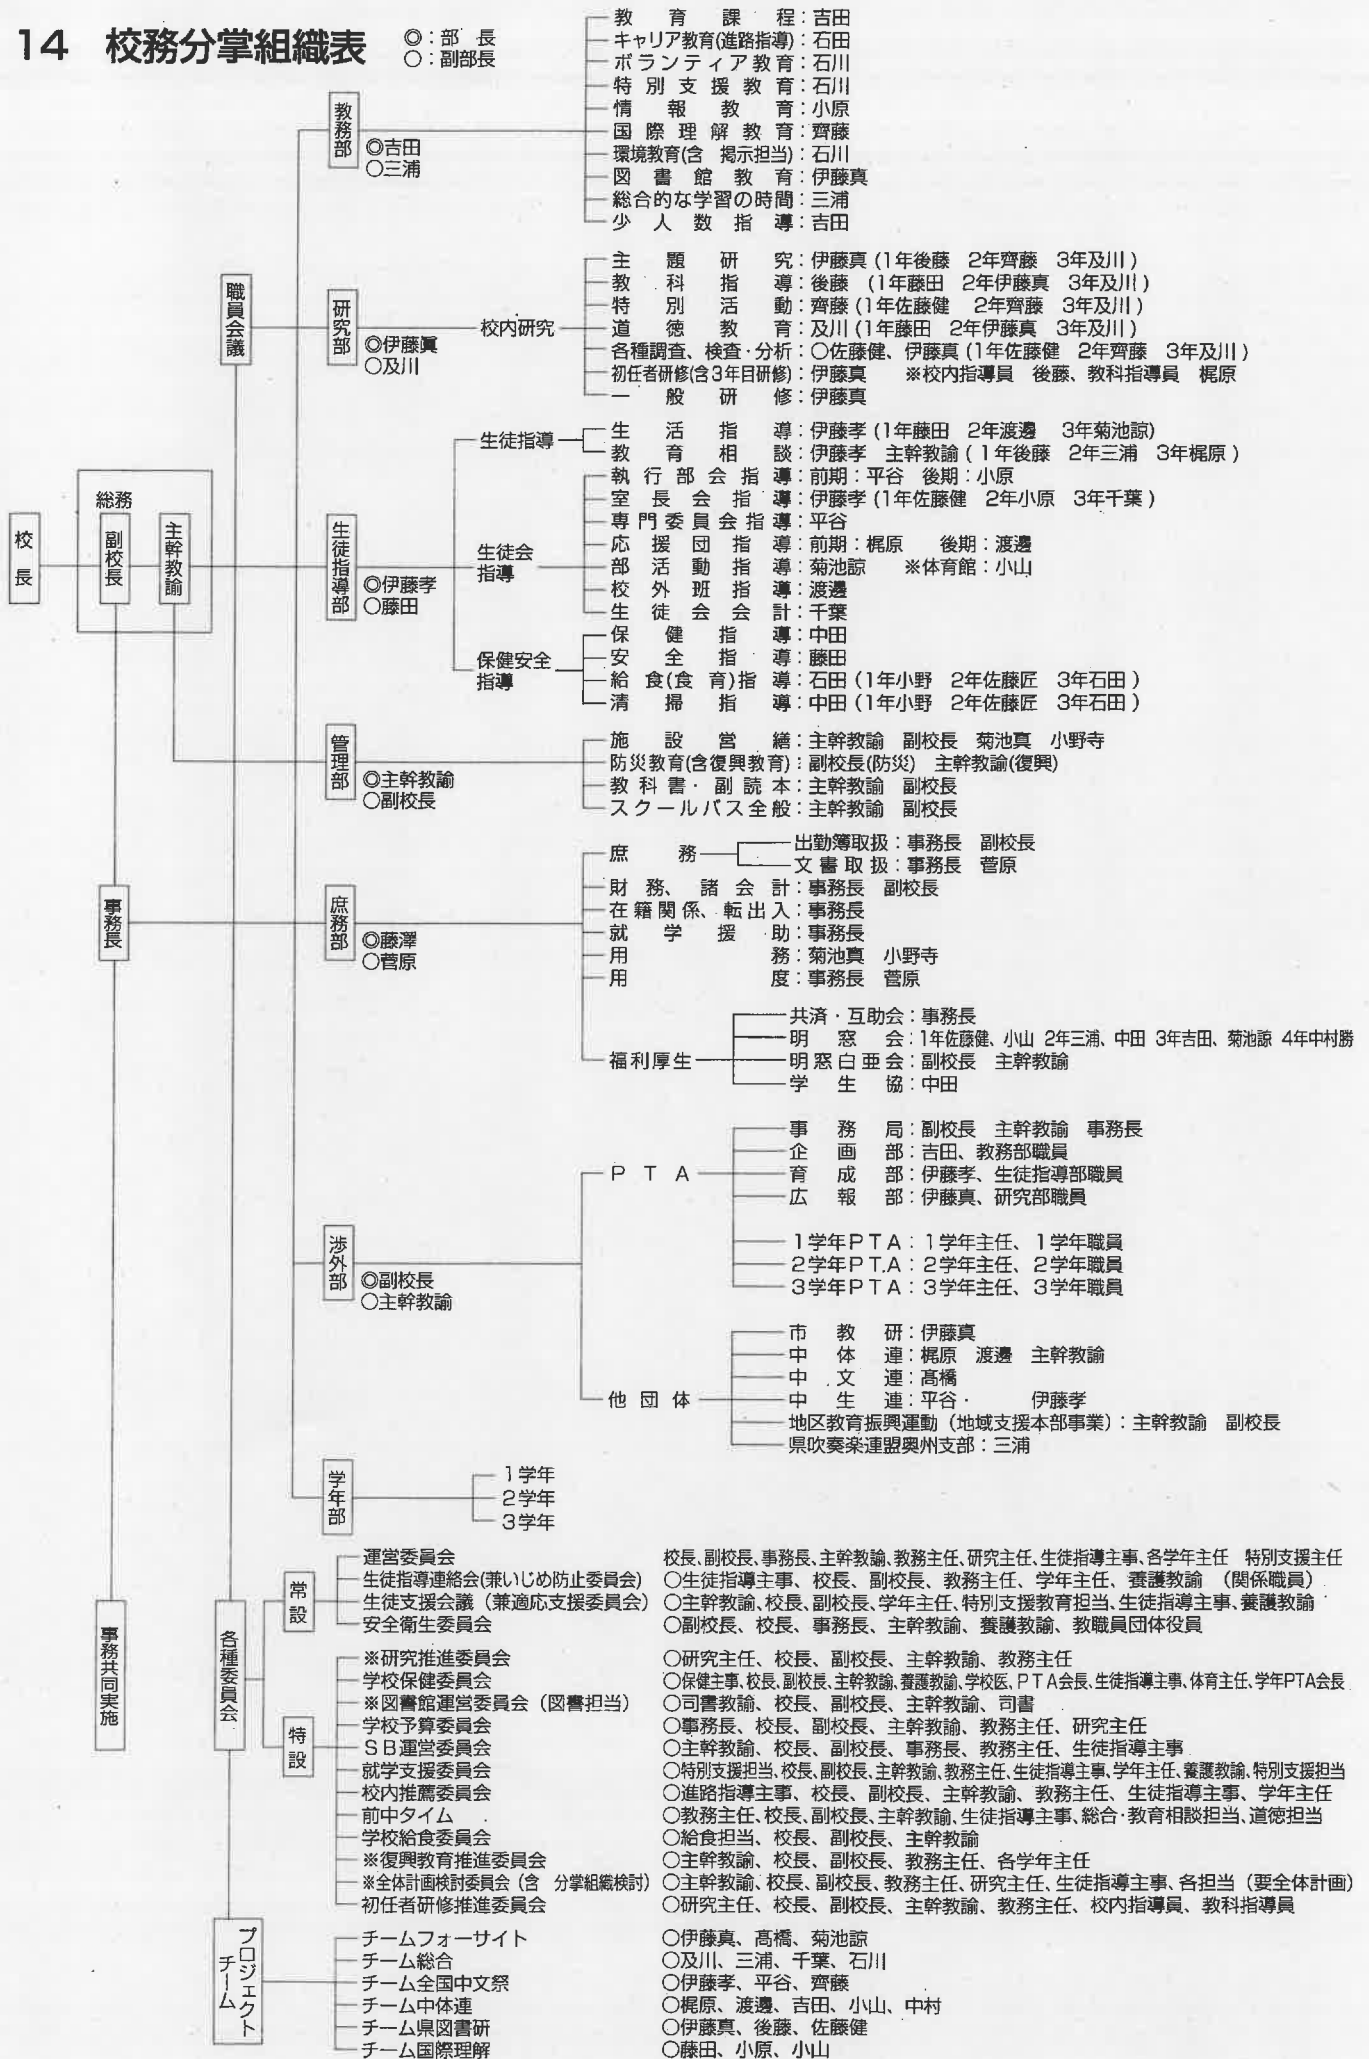 14 校務分掌組織表
◎：部長
○：副部長
校長
総務
副校長
主幹教諭
職員会議
教務部
◎吉田
○三浦
教育課程：吉田
キャリア教育(進路指導)：石田
ボランティア教育：石川
特別支援教育：石川
情報教育：小原
国際理解教育：齊藤
環境教育(含 掲示担当)：石川
図書館教育：伊藤真
総合的な学習の時間：三浦
少人数指導：吉田
研究部
◎伊藤眞
○及川
校内研究
主題研究：伊藤真(1年後藤 2年齊藤 3年及川)
教科指導：後藤 (1年藤田 2年伊藤真 3年及川)
特別活動：齊藤(1年佐藤健 2年齊藤 3年及川)
道徳教育：及川(1年藤田 2年伊藤真 3年及川)
各種調査、検査・分析：○佐藤健、伊藤真(1年佐藤健 2年齊藤 3年及川)
初任者研修(含3年目研修)：伊藤真 ※校内指導員 後藤、教科指導員 梶原
一般研修：伊藤真
生徒指導部
◎伊藤孝
○藤田
生徒指導
生活指導：伊藤孝(1年藤田 2年渡邊 3年菊池諒)
教育相談：伊藤孝 主幹教諭(1年後藤 2年三浦 3年梶原)
生徒会指導
執行部会指導：前期：平谷 後期：小原
室長会指導：伊藤孝(1年佐藤健 2年小原 3年千葉)
専門委員会指導：平谷
応援団指導：前期：梶原 後期：渡邊
部活動指導：菊池諒 ※体育館：小山
校外班指導：渡邊
生徒会会計：千葉
保健安全指導
保健指導：中田
安全指導：藤田
給食(食育)指導：石田(1年小野 2年佐藤匠 3年石田)
清掃指導：中田(1年小野 2年佐藤匠 3年石田)
管理部
◎主幹教諭
○副校長
施設営繕：主幹教諭 副校長 菊池真 小野寺
防災教育(含復興教育)：副校長(防災) 主幹教諭(復興)
教科書・副読本：主幹教諭 副校長
スクールバス全般：主幹教諭 副校長
事務長
庶務部
◎藤澤
○菅原
庶務
出勤簿取扱：事務長 副校長
文書取扱：事務長 菅原
財務、諸会計：事務長 副校長
在籍関係、転出入：事務長
就学援助：事務長
用務：菊池真 小野寺
用度：事務長 菅原
福利厚生
共済・互助会：事務長
明窓会：1年佐藤健、小山 2年三浦、中田 3年吉田、菊池諒 4年中村勝
明窓白亜会：副校長 主幹教諭
学生協：中田
渉外部
◎副校長
○主幹教諭
PTA
事務局：副校長 主幹教諭 事務長
企画部：吉田、教務部職員
育成部：伊藤孝、生徒指導部職員
広報部：伊藤真、研究部職員
1学年PTA：1学年主任、1学年職員
2学年PTA：2学年主任、2学年職員
3学年PTA：3学年主任、3学年職員
他団体
市教研：伊藤真
中体連：梶原 渡邊 主幹教諭
中文連：髙橋
中生連：平谷・ 伊藤孝
地区教育振興運動（地域支援本部事業）：主幹教諭 副校長
県吹奏楽連盟奥州支部：三浦
学年部
1学年
2学年
3学年
事務共同実施
各種委員会
常設
運営委員会 校長、副校長、事務長、主幹教諭、教務主任、研究主任、生徒指導主事、各学年主任 特別支援主任
生徒指導連絡会(兼いじめ防止委員会) ○生徒指導主事、校長、副校長、教務主任、学年主任、養護教諭 （関係職員）
生徒支援会議（兼適応支援委員会） ○主幹教諭、校長、副校長、学年主任、特別支援教育担当、生徒指導主事、養護教諭
安全衛生委員会 ○副校長、校長、事務長、主幹教諭、養護教諭、教職員団体役員
特設
※研究推進委員会 ○研究主任、校長、副校長、主幹教諭、教務主任
学校保健委員会 ○保健主事、校長、副校長、主幹教諭、養護教諭、学校医、PTA会長、生徒指導主事、体育主任、学年PTA会長
※図書館運営委員会（図書担当） ○司書教諭、校長、副校長、主幹教諭、司書
学校予算委員会 ○事務長、校長、副校長、主幹教諭、教務主任、研究主任
SB運営委員会 ○主幹教諭、校長、副校長、事務長、教務主任、生徒指導主事
就学支援委員会 ○特別支援担当、校長、副校長、主幹教諭、教務主任、生徒指導主事、学年主任、養護教諭、特別支援担当
校内推薦委員会 ○進路指導主事、校長、副校長、主幹教諭、教務主任、生徒指導主事、学年主任
前中タイム ○教務主任、校長、副校長、主幹教諭、生徒指導主事、総合・教育相談担当、道徳担当
学校給食委員会 ○給食担当、校長、副校長、主幹教諭
※復興教育推進委員会 ○主幹教諭、校長、副校長、教務主任、各学年主任
※全体計画検討委員会（含 分掌組織検討） ○主幹教諭、校長、副校長、教務主任、研究主任、生徒指導主事、各担当（要全体計画）
初任者研修推進委員会 ○研究主任、校長、副校長、主幹教諭、教務主任、校内指導員、教科指導員
プロジェクトチーム
チームフォーサイト ○伊藤真、髙橋、菊池諒
チーム総合 ○及川、三浦、千葉、石川
チーム全国中文祭 ○伊藤孝、平谷、齊藤
チーム中体連 ○梶原、渡邊、吉田、小山、中村
チーム県図書研 ○伊藤真、後藤、佐藤健
チーム国際理解 ○藤田、小原、小山